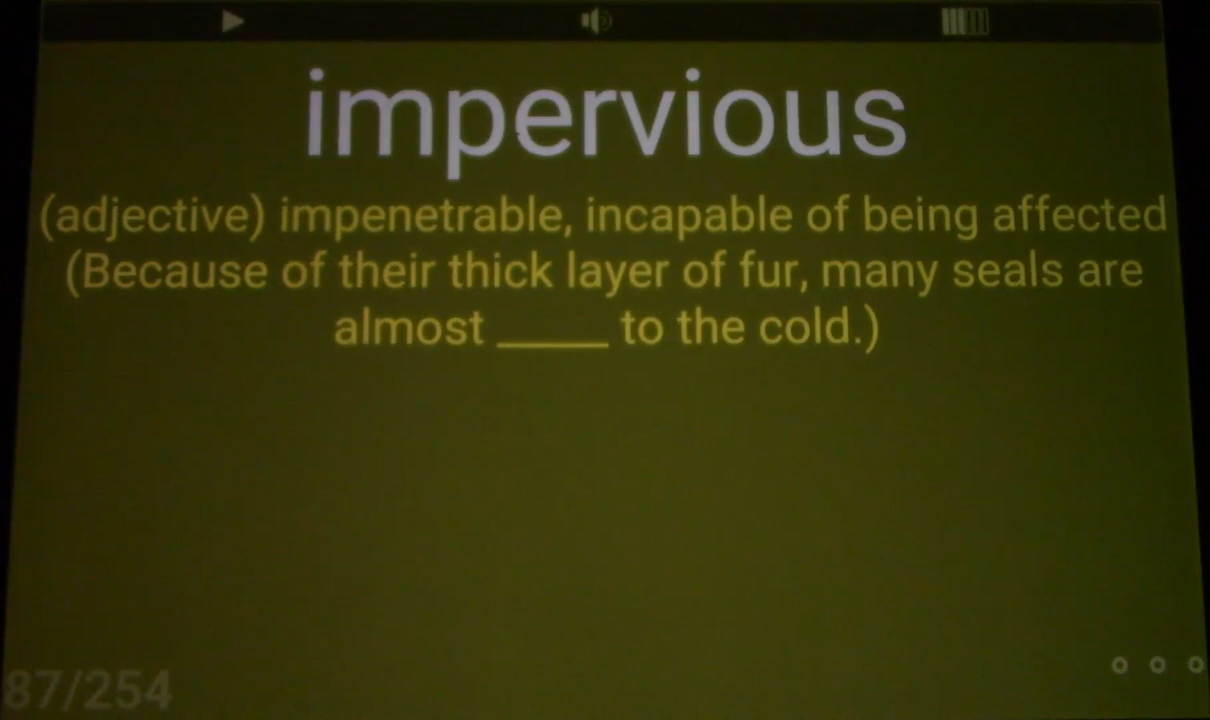 impervious
(adjective) impenetrable, incapable of being affected
(Because of their thick layer of fur, many seals are
almost _____ to the cold.)
87/254